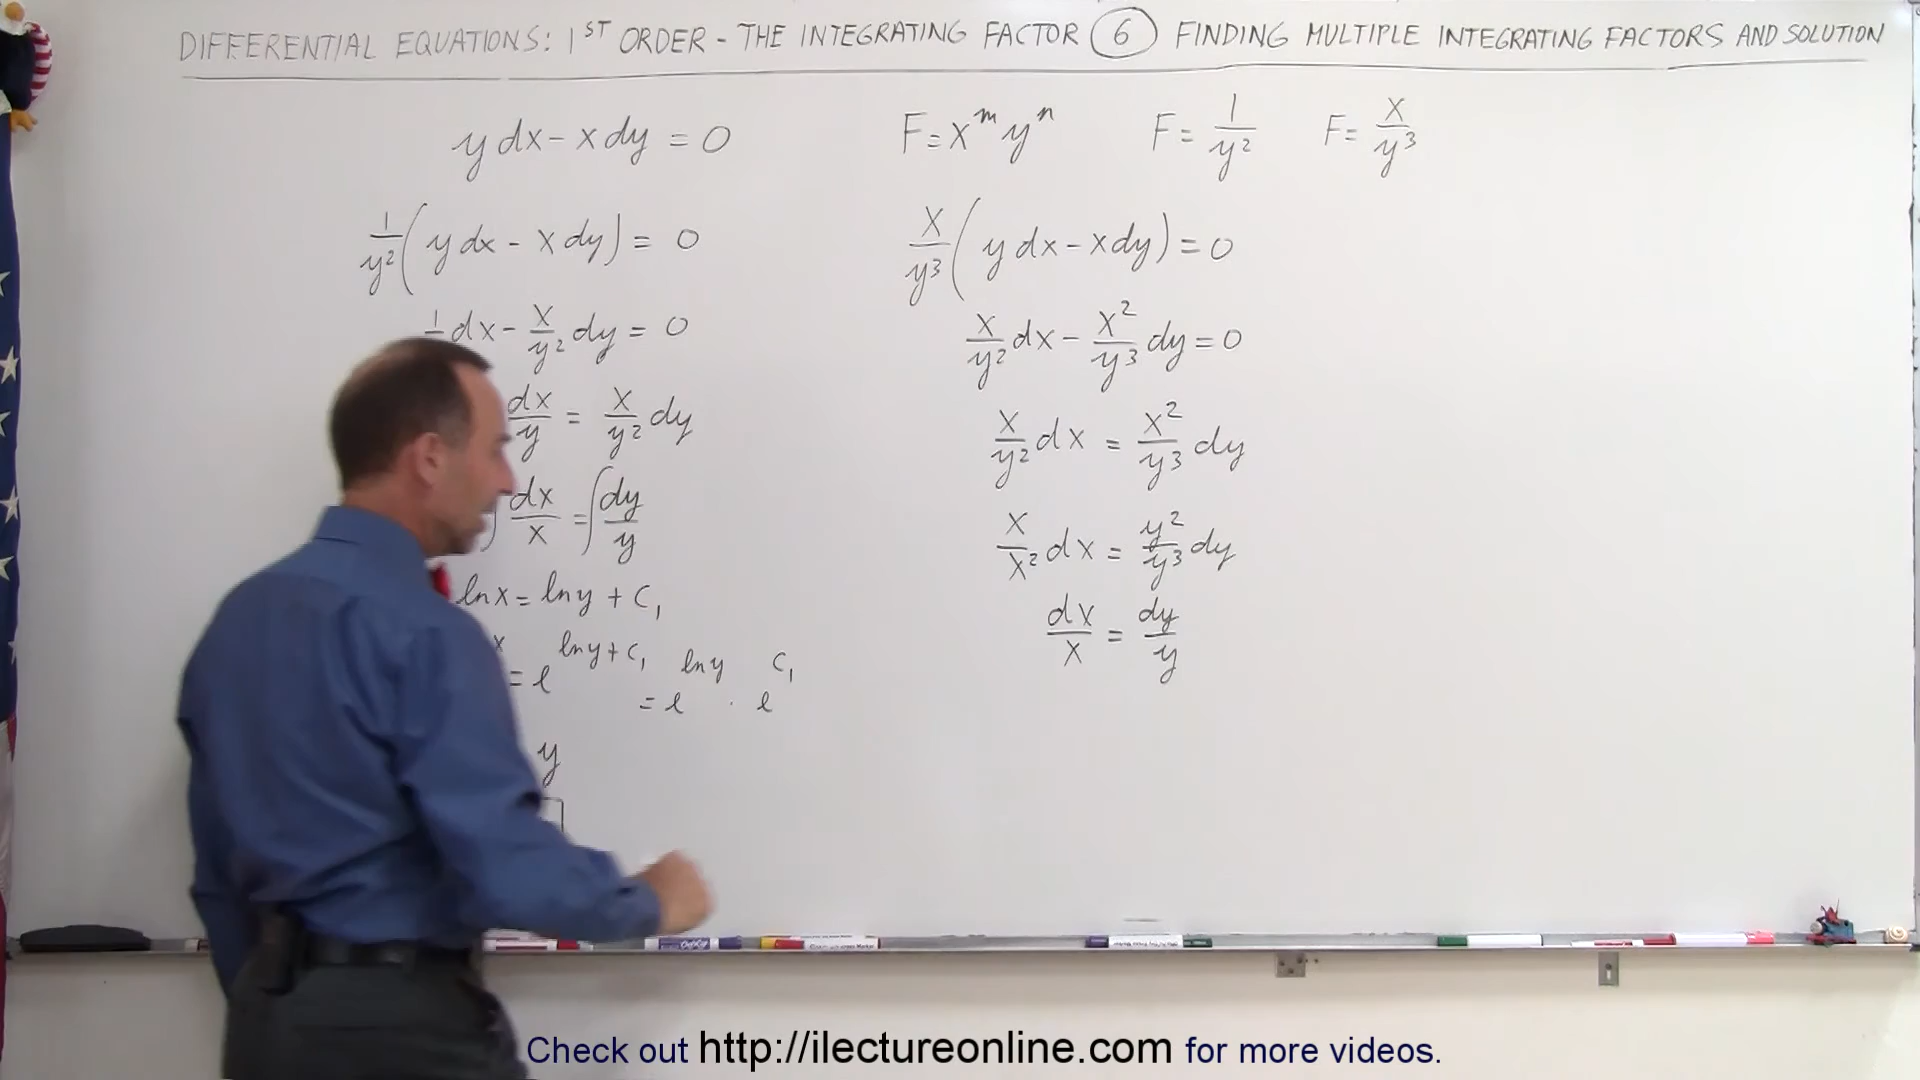 DIFFERENTIAL EQUATIONS: 1ST ORDER - THE INTEGRATING FACTOR 6 FINDING MULTIPLE INTEGRATING FACTORS AND SOLUTION
y dx - x dy = 0
F = x^m y^n
F = 1/y²
F = x/y³
1/y² (y dx - x dy) = 0
dx - x/y² dy = 0
dx/y = x/y² dy
∫ dx/x = ∫ dy/y
ln x = ln y + C₁
= e^(ln y + C₁) = e^(ln y) · e^(C₁)
y
x/y³ (y dx - x dy) = 0
x/y² dx - x²/y³ dy = 0
x/y² dx = x²/y³ dy
x/x² dx = y²/y³ dy
dx/x = dy/y
Check out http://ilectureonline.com for more videos.